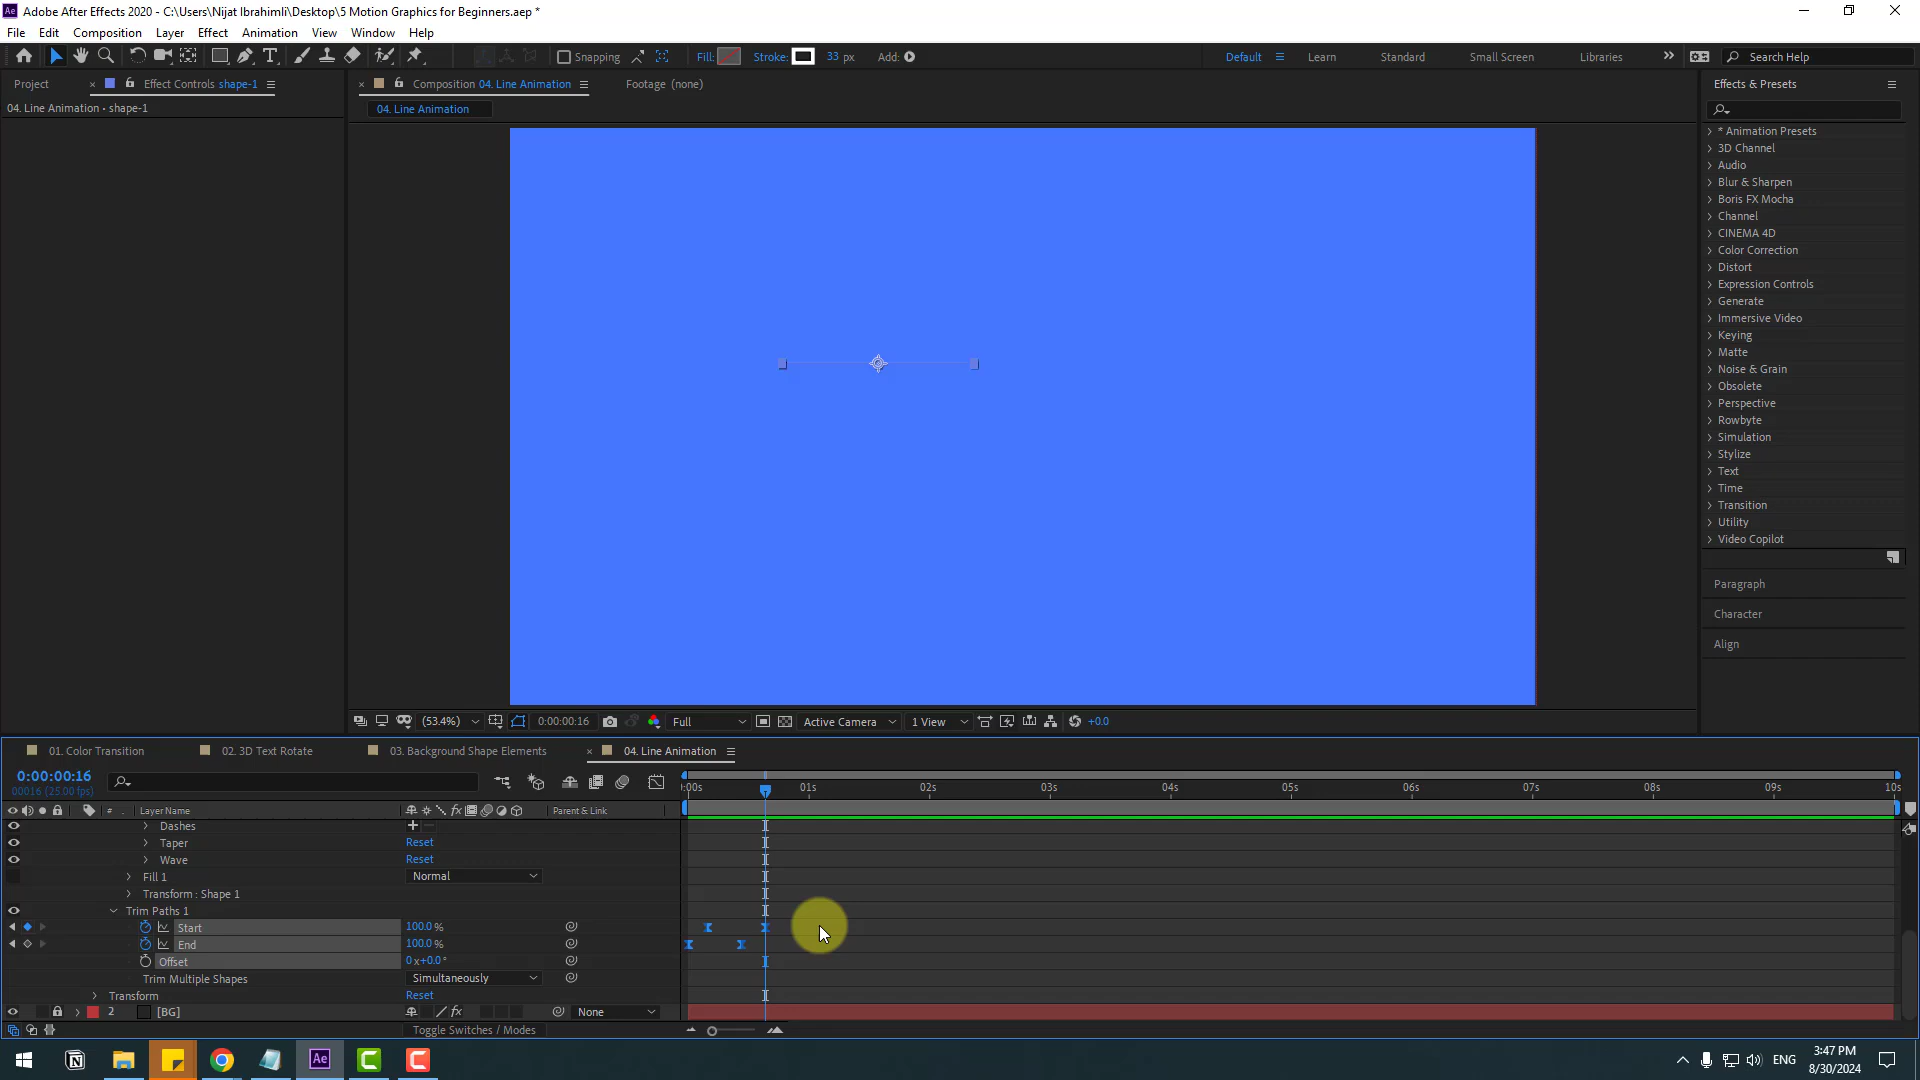 Adobe After Effects 2020 - C:\Users\Nijat Ibrahimli\Desktop\5 Motion Graphics for Beginners.aep *
File Edit Composition Layer Effect Animation View Window Help
Snapping Fill: Stroke: 33 px Add: Default Learn Standard Small Screen Libraries Search Help
Project Effect Controls shape-1 Composition 04. Line Animation Footage (none) Effects & Presets
04. Line Animation • shape-1
04. Line Animation
* Animation Presets
3D Channel
Audio
Blur & Sharpen
Boris FX Mocha
Channel
CINEMA 4D
Color Correction
Distort
Expression Controls
Generate
Immersive Video
Keying
Matte
Noise & Grain
Obsolete
Perspective
Rowbyte
Simulation
Stylize
Text
Time
Transition
Utility
Video Copilot
Paragraph
Character
Align
(53.4%) 0:00:00:16 Full Active Camera 1 View +0.0
01. Color Transition 02. 3D Text Rotate 03. Background Shape Elements 04. Line Animation
0:00:00:16
00016 (25.00 fps)
:00s 01s 02s 03s 04s 05s 06s 07s 08s 09s 10s
# Layer Name Parent & Link
Dashes
Taper Reset
Wave Reset
Fill 1 Normal
Transform : Shape 1
Trim Paths 1
Start 100.0 %
End 100.0 %
Offset 0 x +0.0 °
Trim Multiple Shapes Simultaneously
Transform Reset
2 [BG] None
Toggle Switches / Modes
ENG 3:47 PM
8/30/2024